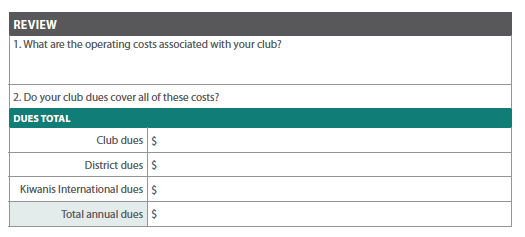 REVIEW
1. What are the operating costs associated with your club?
2. Do your club dues cover all of these costs?
DUES TOTAL
Club dues $
District dues $
Kiwanis International dues $
Total annual dues $